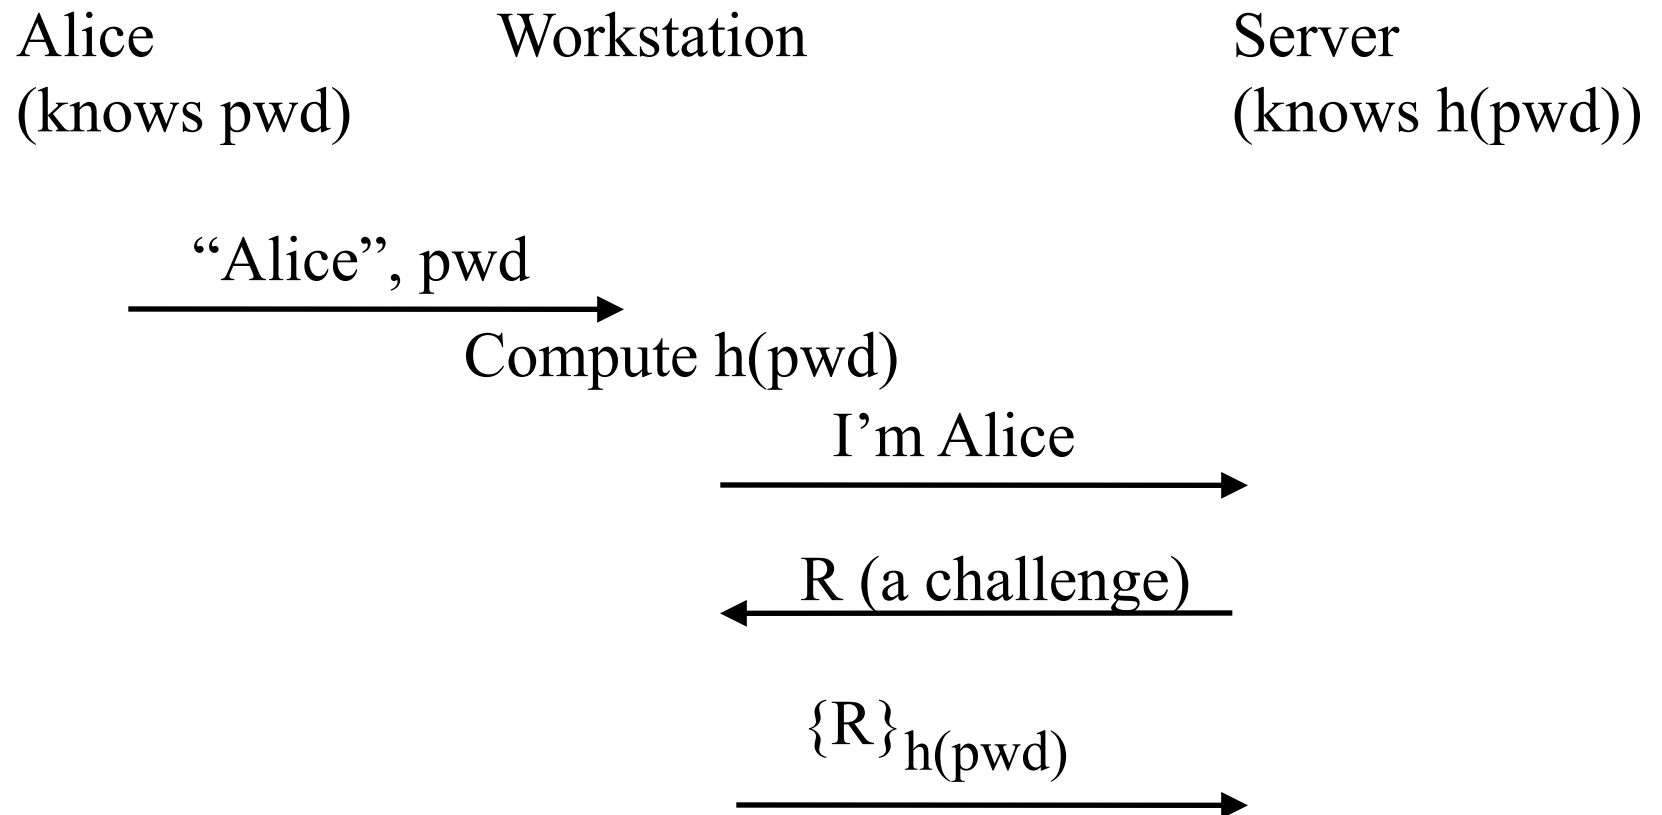 Alice Workstation Server
(knows pwd) (knows h(pwd))
“Alice”, pwd
Compute h(pwd)
I’m Alice
R (a challenge)
{R}h(pwd)